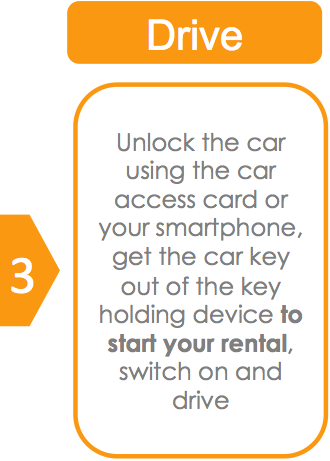 Drive
Unlock the car
using the car
access card or
your smartphone,
get the car key
out of the key
holding device to
start your rental,
switch on and
drive
3